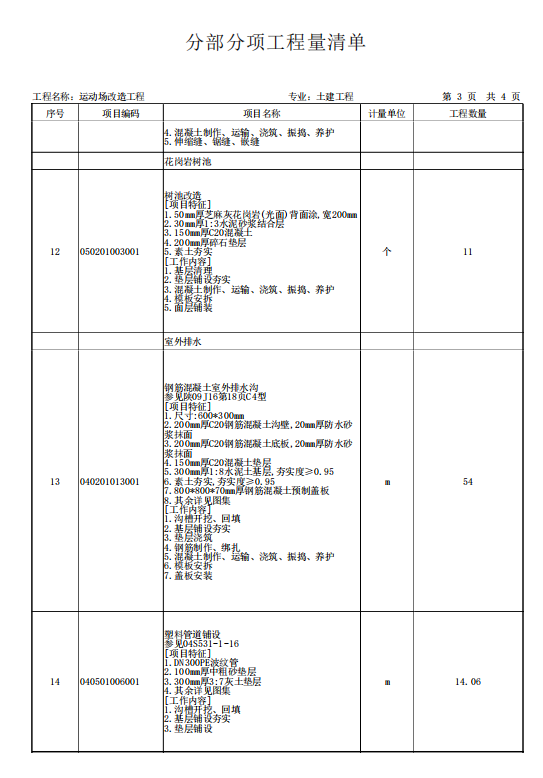 分部分项工程量清单
工程名称：运动场改造工程 专业：土建工程 第 3 页 共 4 页
序号 项目编码 项目名称 计量单位 工程数量
4.混凝土制作、运输、浇筑、振捣、养护
5.伸缩缝、锯缝、嵌缝
花岗岩树池
树池改造
[项目特征]
1.50mm厚芝麻灰花岗岩(光面)背面涂,宽200mm
2.30mm厚1:3水泥砂浆结合层
3.150mm厚C20混凝土
4.200mm厚碎石垫层
5.素土夯实
12 050201003001 个 11
[工作内容]
1.基层清理
2.垫层铺设夯实
3.混凝土制作、运输、浇筑、振捣、养护
4.模板安拆
5.面层铺装
室外排水
钢筋混凝土室外排水沟
参见陕09J16第18页C4型
[项目特征]
1.尺寸:600*300mm
2.200mm厚C20钢筋混凝土沟壁,20mm厚防水砂
浆抹面
3.200mm厚C20钢筋混凝土底板,20mm厚防水砂
浆抹面
4.150mm厚C20混凝土垫层
5.300mm厚1:8水泥土基层,夯实度≥0.95
6.素土夯实,夯实度≥0.95
13 040201013001 m 54
7.800*800*70mm厚钢筋混凝土预制盖板
8.其余详见图集
[工作内容]
1.沟槽开挖、回填
2.基层铺设夯实
3.垫层浇筑
4.钢筋制作、绑扎
5.混凝土制作、运输、浇筑、振捣、养护
6.模板安拆
7.盖板安装
塑料管道铺设
参见04S531-1-16
[项目特征]
1.DN300PE波纹管
2.100mm厚中粗砂垫层
3.300mm厚3:7灰土垫层
14 040501006001 m 14.06
4.其余详见图集
[工作内容]
1.沟槽开挖、回填
2.基层铺设夯实
3.垫层铺设